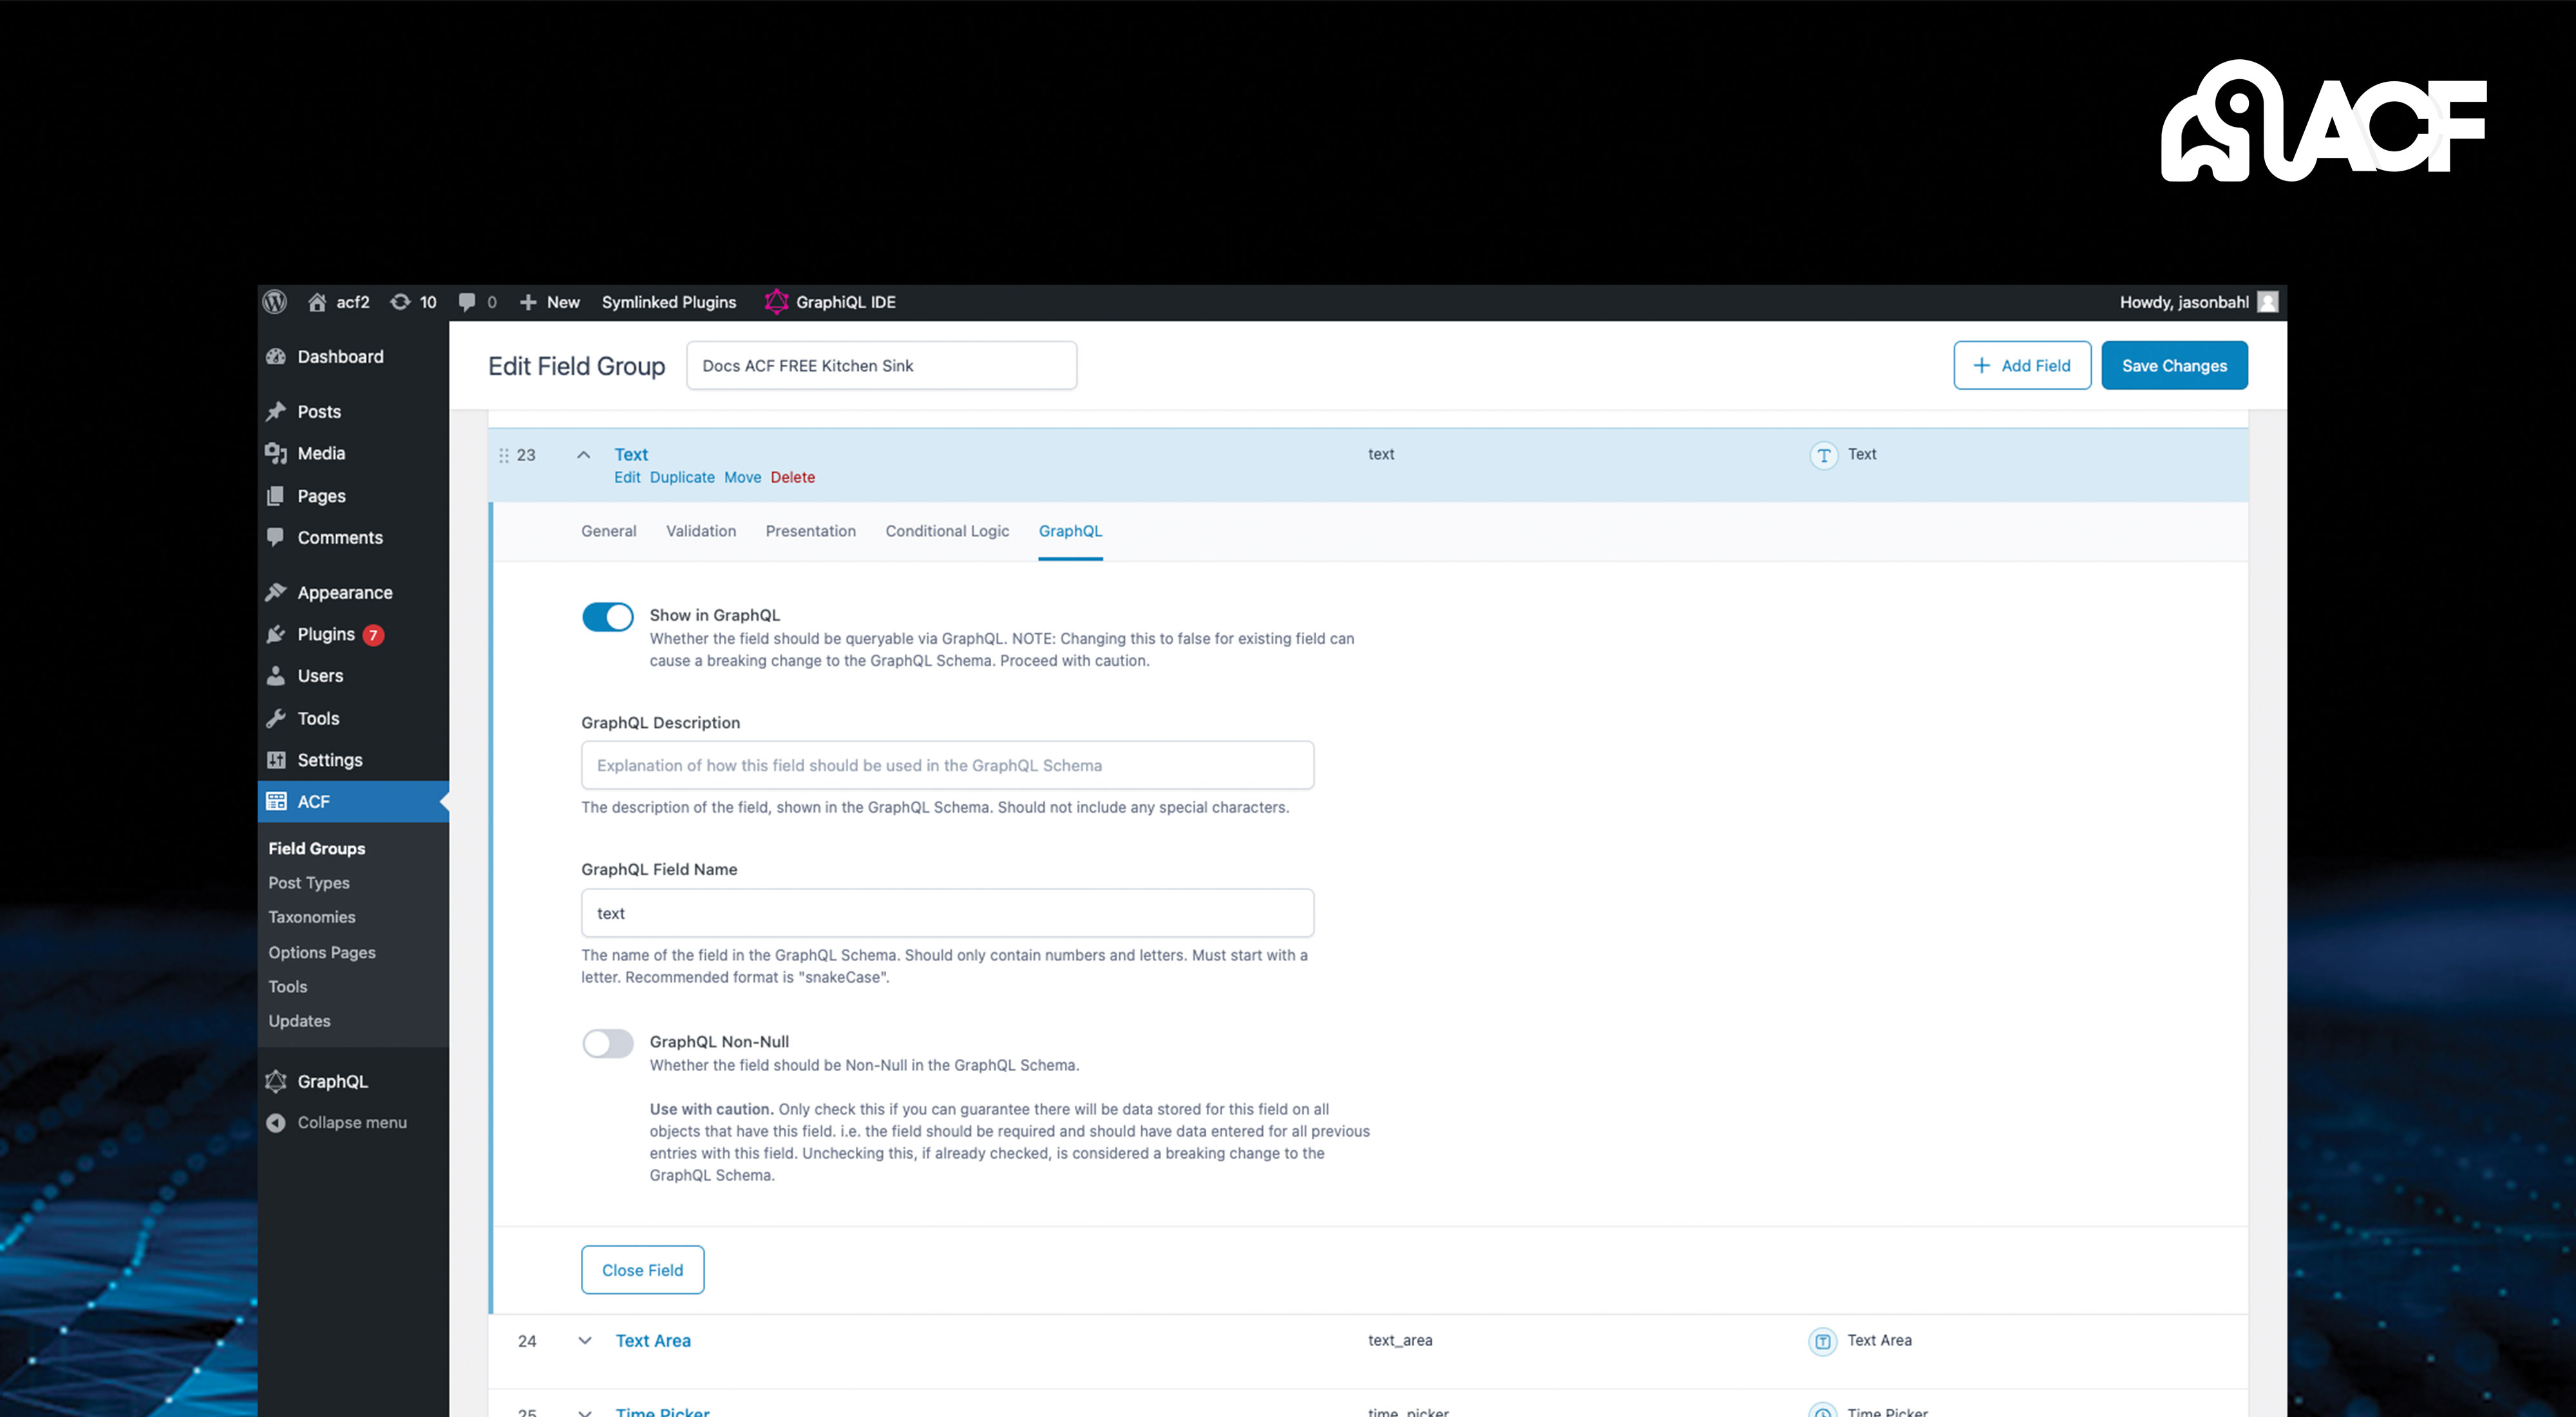 ACF
acf2 10 0 New Symlinked Plugins GraphiQL IDE Howdy, jasonbahl
Dashboard
Posts
Media
Pages
Comments
Appearance
Plugins 7
Users
Tools
Settings
ACF
Field Groups
Post Types
Taxonomies
Options Pages
Tools
Updates
GraphQL
Collapse menu
Edit Field Group Docs ACF FREE Kitchen Sink + Add Field Save Changes
23 Text text T Text
Edit Duplicate Move Delete
General Validation Presentation Conditional Logic GraphQL
Show in GraphQL
Whether the field should be queryable via GraphQL. NOTE: Changing this to false for existing field can
cause a breaking change to the GraphQL Schema. Proceed with caution.
GraphQL Description
Explanation of how this field should be used in the GraphQL Schema
The description of the field, shown in the GraphQL Schema. Should not include any special characters.
GraphQL Field Name
text
The name of the field in the GraphQL Schema. Should only contain numbers and letters. Must start with a
letter. Recommended format is "snakeCase".
GraphQL Non-Null
Whether the field should be Non-Null in the GraphQL Schema.
Use with caution. Only check this if you can guarantee there will be data stored for this field on all
objects that have this field. i.e. the field should be required and should have data entered for all previous
entries with this field. Unchecking this, if already checked, is considered a breaking change to the
GraphQL Schema.
Close Field
24 Text Area text_area T Text Area
25 Time Picker time_picker Time Picker